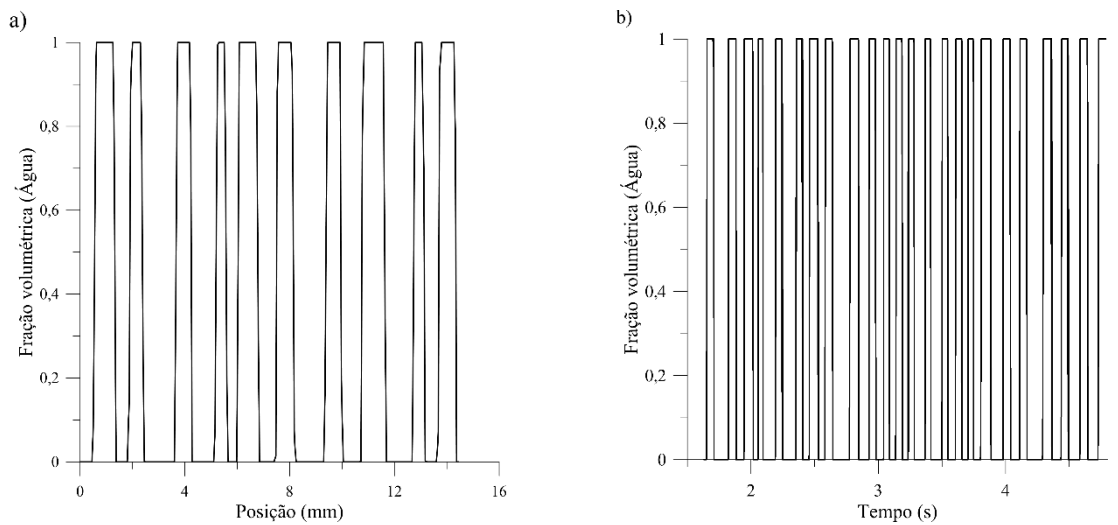 a)
1
0,8
0,6
0,4
0,2
0
Fração volumétrica (Água)
0 4 8 12 16
Posição (mm)
b)
1
0,8
0,6
0,4
0,2
0
Fração volumétrica (Água)
2 3 4
Tempo (s)